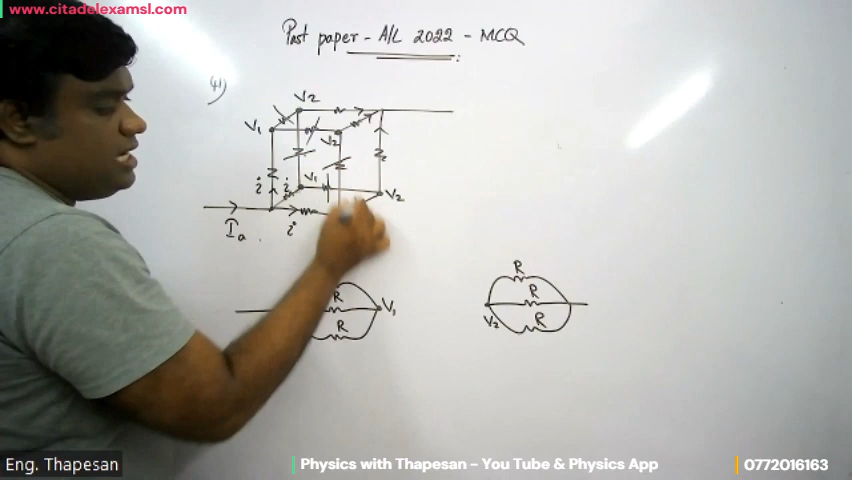 www.citadelexamsl.com
Past paper - A/L 2022 - MCQ
41)
V2
V1
V2
V1
i i
V2
i
Ia
R
R
V1
R
R
R
V2
R
Eng. Thapesan
Physics with Thapesan - You Tube & Physics App
0772016163